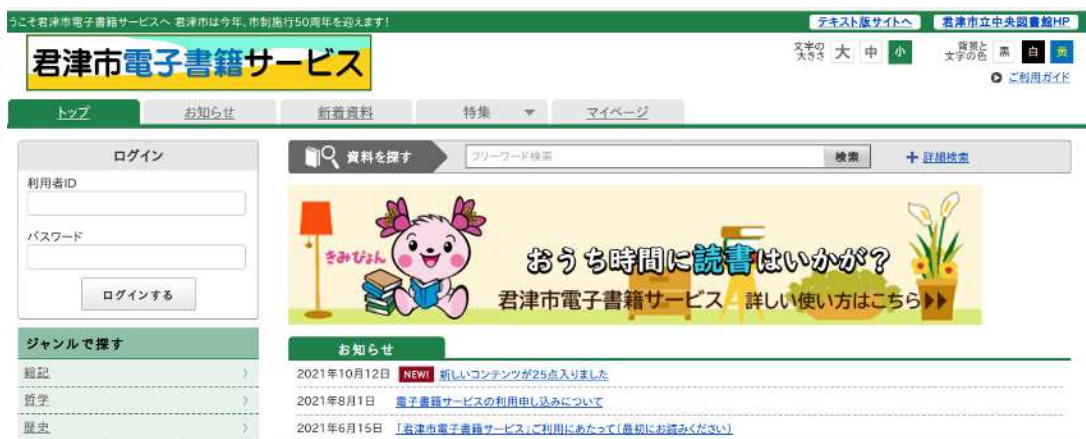 うこそ君津市電子書籍サービスへ 君津市は今年、市制施行50周年を迎えます!
テキスト版サイトへ 君津市立中央図書館HP
君津市電子書籍サービス
文字の大きさ 大 中 小 背景と文字の色 黒 白 黄
ご利用ガイド
トップ お知らせ 新着資料 特集 ▼ マイページ
ログイン
利用者ID
パスワード
ログインする
資料を探す フリーワード検索 検索 +詳細検索
きみぴょん
おうち時間に読書はいかが?
君津市電子書籍サービス 詳しい使い方はこちら▶▶
ジャンルで探す
総記
哲学
歴史
お知らせ
2021年10月12日 NEW! 新しいコンテンツが25点入りました
2021年8月1日 電子書籍サービスの利用申し込みについて
2021年6月15日 「君津市電子書籍サービス」ご利用にあたって(最初にお読みください)